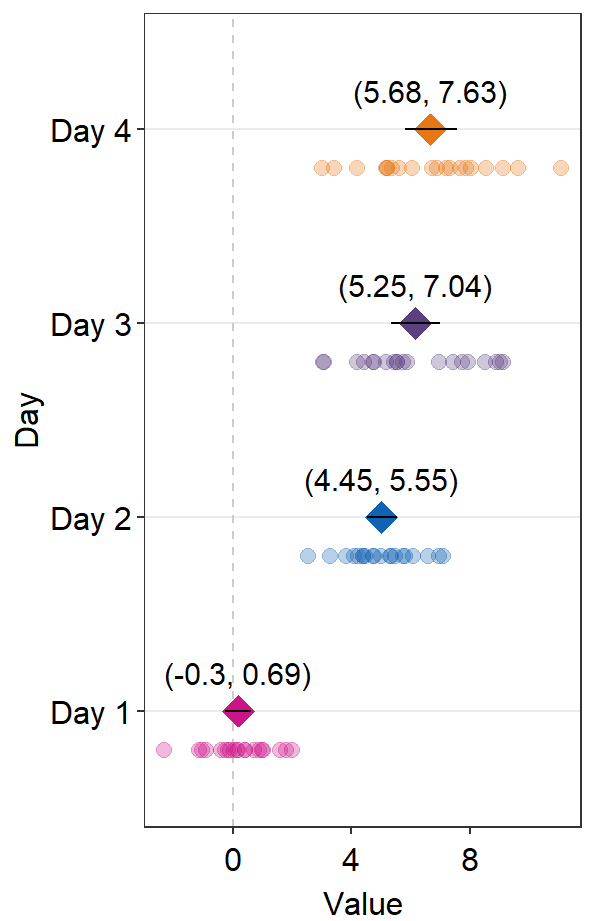 (5.68, 7.63)
Day 4
(5.25, 7.04)
Day 3
Day
(4.45, 5.55)
Day 2
(-0.3, 0.69)
Day 1
0 4 8
Value